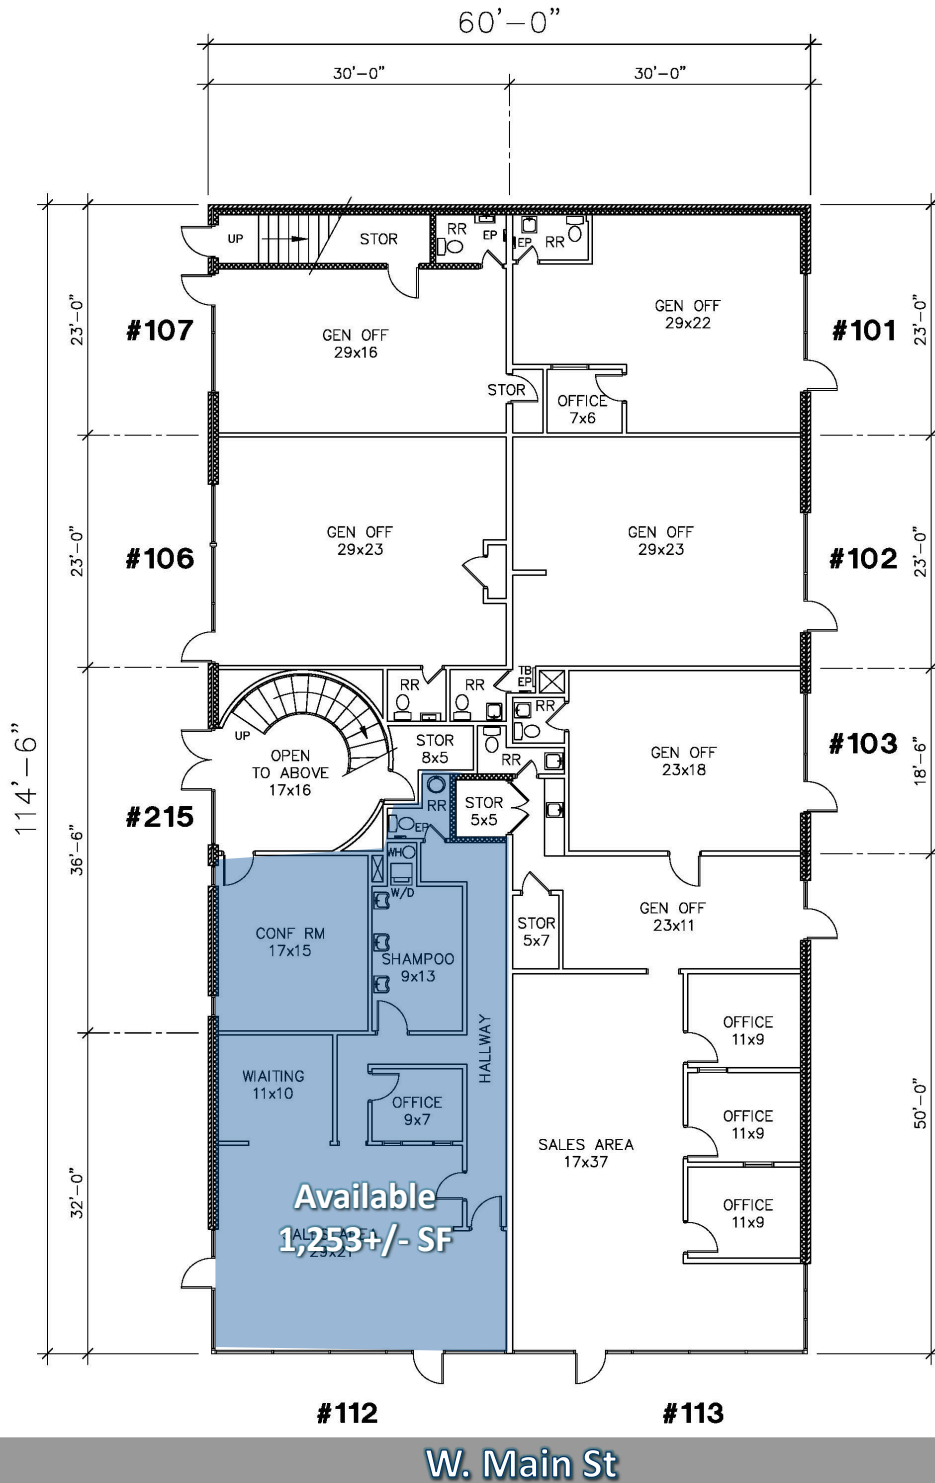 60'-0"
30'-0"
30'-0"
UP
STOR
RR
EP
EP
RR
GEN OFF
29x22
#107
GEN OFF
29x16
#101
23'-0"
23'-0"
STOR
OFFICE
7x6
GEN OFF
29x23
GEN OFF
29x23
#106
#102
23'-0"
23'-0"
RR
RR
TB
EP
RR
UP
STOR
8x5
RR
OPEN
TO ABOVE
17x16
GEN OFF
23x18
#103
18'-6"
114'-6"
#215
36'-6"
RR
EP
STOR
5x5
WH
W/D
GEN OFF
23x11
CONF RM
17x15
SHAMPOO
9x13
STOR
5x7
HALLWAY
OFFICE
11x9
WIAITING
11x10
OFFICE
9x7
OFFICE
11x9
50'-0"
SALES AREA
17x37
32'-0"
OFFICE
11x9
Available
1,253+/- SF
SALES AREA
29x21
#112
#113
W. Main St